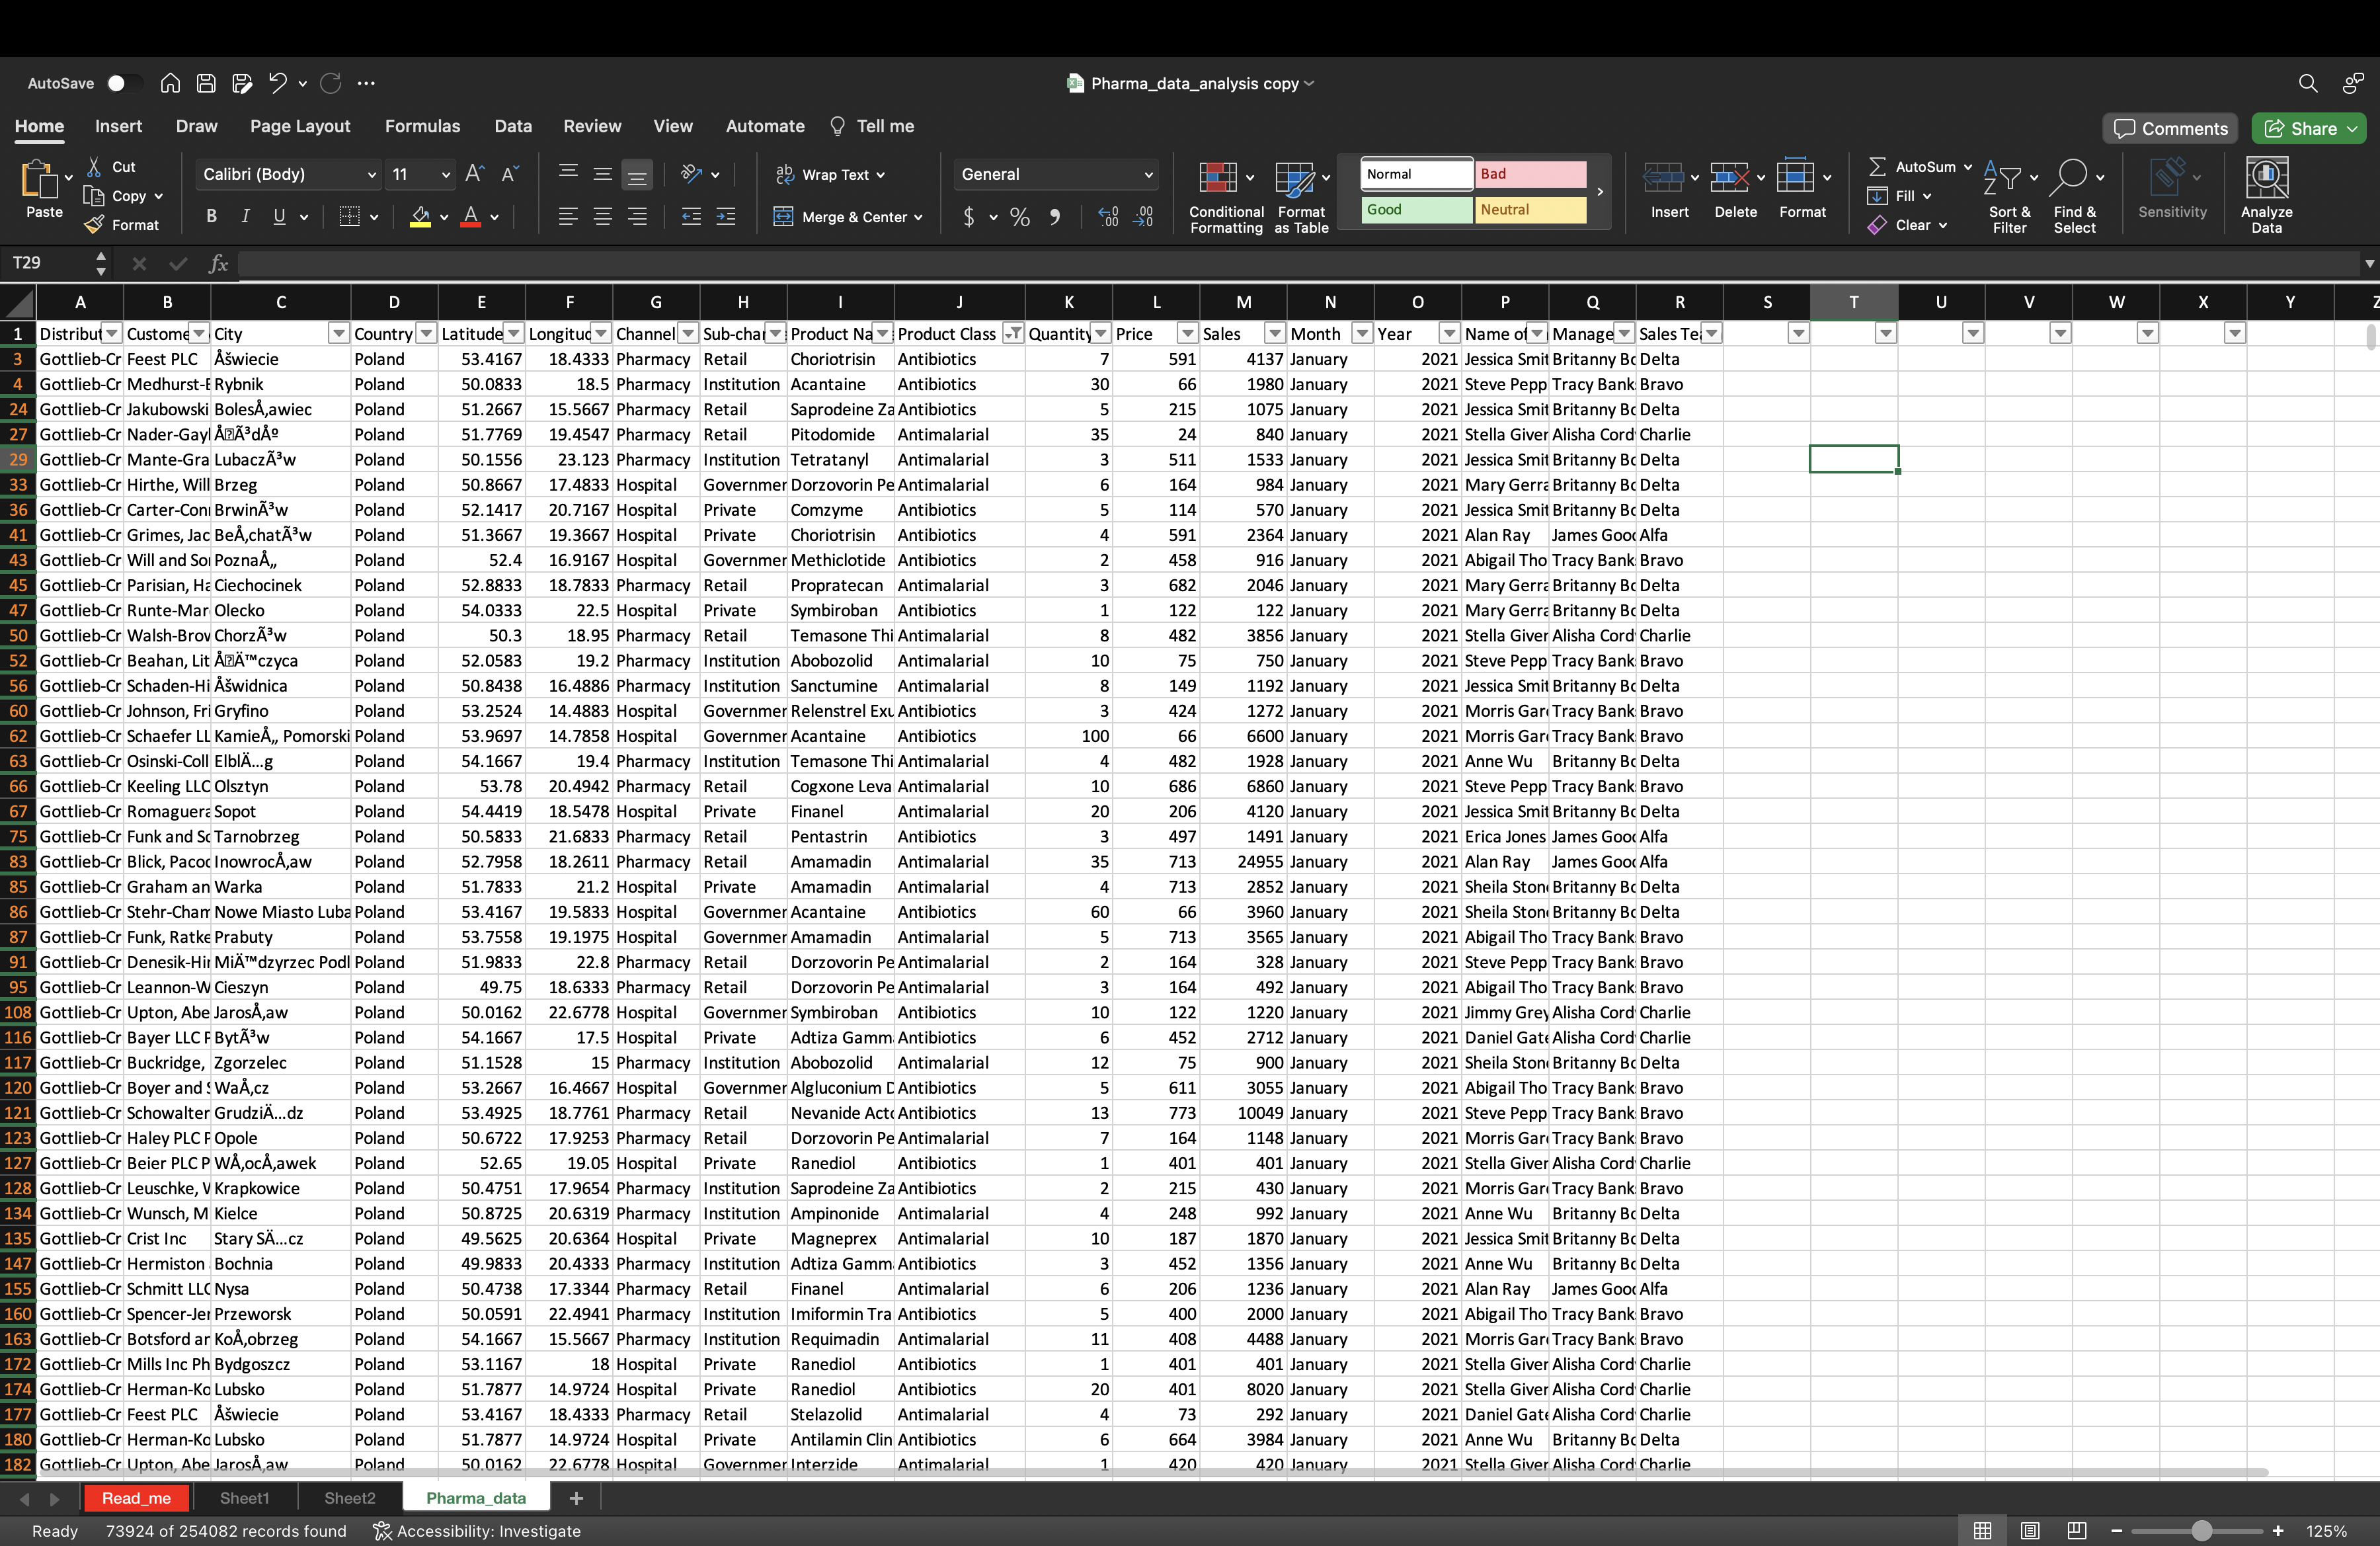 AutoSave
Pharma_data_analysis copy
Home Insert Draw Page Layout Formulas Data Review View Automate Tell me
Comments Share
Paste Cut Copy Format
Calibri (Body) 11
Wrap Text
Merge & Center
General
Conditional Formatting
Format as Table
Normal Bad
Good Neutral
Insert Delete Format
AutoSum
Fill
Clear
Sort & Filter
Find & Select
Sensitivity
Analyze Data
T29 fx
A B C D E F G H I J K L M N O P Q R S T U V W X Y Z
1 Distribut Custome City Country Latitude Longitud Channel Sub-chan Product Na Product Class Quantity Price Sales Month Year Name of Manage Sales Tea
3 Gottlieb-Cr Feest PLC Åšwiecie Poland 53.4167 18.4333 Pharmacy Retail Choriotrisin Antibiotics 7 591 4137 January 2021 Jessica Smit Britanny Bo Delta
4 Gottlieb-Cr Medhurst-B Rybnik Poland 50.0833 18.5 Pharmacy Institution Acantaine Antibiotics 30 66 1980 January 2021 Steve Pepp Tracy Bank Bravo
24 Gottlieb-Cr Jakubowski BolesÅ‚awiec Poland 51.2667 15.5667 Pharmacy Retail Saprodeine Za Antibiotics 5 215 1075 January 2021 Jessica Smit Britanny Bo Delta
27 Gottlieb-Cr Nader-Gayl Ã³dÅº Poland 51.7769 19.4547 Pharmacy Retail Pitodomide Antimalarial 35 24 840 January 2021 Stella Giver Alisha Cord Charlie
29 Gottlieb-Cr Mante-Gra LubaczÃ³w Poland 50.1556 23.123 Pharmacy Institution Tetratanyl Antimalarial 3 511 1533 January 2021 Jessica Smit Britanny Bo Delta
33 Gottlieb-Cr Hirthe, Will Brzeg Poland 50.8667 17.4833 Hospital Governmer Dorzovorin Pe Antimalarial 6 164 984 January 2021 Mary Gerra Britanny Bo Delta
36 Gottlieb-Cr Carter-Conn BrwinÃ³w Poland 52.1417 20.7167 Hospital Private Comzyme Antibiotics 5 114 570 January 2021 Jessica Smit Britanny Bo Delta
41 Gottlieb-Cr Grimes, Jac BeÅ‚chatÃ³w Poland 51.3667 19.3667 Hospital Private Choriotrisin Antibiotics 4 591 2364 January 2021 Alan Ray James Good Alfa
43 Gottlieb-Cr Will and Son PoznaÅ„ Poland 52.4 16.9167 Hospital Governmer Methiclotide Antibiotics 2 458 916 January 2021 Abigail Tho Tracy Bank Bravo
45 Gottlieb-Cr Parisian, Ha Ciechocinek Poland 52.8833 18.7833 Pharmacy Retail Propratecan Antimalarial 3 682 2046 January 2021 Mary Gerra Britanny Bo Delta
47 Gottlieb-Cr Runte-Mar Olecko Poland 54.0333 22.5 Hospital Private Symbiroban Antibiotics 1 122 122 January 2021 Mary Gerra Britanny Bo Delta
50 Gottlieb-Cr Walsh-Brow ChorzÃ³w Poland 50.3 18.95 Pharmacy Retail Temasone Thi Antimalarial 8 482 3856 January 2021 Stella Giver Alisha Cord Charlie
52 Gottlieb-Cr Beahan, Lit Ä™czyca Poland 52.0583 19.2 Pharmacy Institution Abobozolid Antimalarial 10 75 750 January 2021 Steve Pepp Tracy Bank Bravo
56 Gottlieb-Cr Schaden-Hi Åšwidnica Poland 50.8438 16.4886 Pharmacy Institution Sanctumine Antimalarial 8 149 1192 January 2021 Jessica Smit Britanny Bo Delta
60 Gottlieb-Cr Johnson, Fri Gryfino Poland 53.2524 14.4883 Hospital Governmer Relenstrel Exu Antibiotics 3 424 1272 January 2021 Morris Gar Tracy Bank Bravo
62 Gottlieb-Cr Schaefer LL KamieÅ„ Pomorski Poland 53.9697 14.7858 Hospital Governmer Acantaine Antibiotics 100 66 6600 January 2021 Morris Gar Tracy Bank Bravo
63 Gottlieb-Cr Osinski-Coll ElblÄ…g Poland 54.1667 19.4 Pharmacy Institution Temasone Thi Antimalarial 4 482 1928 January 2021 Anne Wu Britanny Bo Delta
66 Gottlieb-Cr Keeling LLC Olsztyn Poland 53.78 20.4942 Pharmacy Retail Cogxone Leva Antimalarial 10 686 6860 January 2021 Steve Pepp Tracy Bank Bravo
67 Gottlieb-Cr Romaguera Sopot Poland 54.4419 18.5478 Hospital Private Finanel Antimalarial 20 206 4120 January 2021 Jessica Smit Britanny Bo Delta
75 Gottlieb-Cr Funk and Sc Tarnobrzeg Poland 50.5833 21.6833 Pharmacy Retail Pentastrin Antibiotics 3 497 1491 January 2021 Erica Jones James Good Alfa
83 Gottlieb-Cr Blick, Pacoc InowrocÅ‚aw Poland 52.7958 18.2611 Pharmacy Retail Amamadin Antimalarial 35 713 24955 January 2021 Alan Ray James Good Alfa
85 Gottlieb-Cr Graham an Warka Poland 51.7833 21.2 Hospital Private Amamadin Antimalarial 4 713 2852 January 2021 Sheila Ston Britanny Bo Delta
86 Gottlieb-Cr Stehr-Cham Nowe Miasto Luba Poland 53.4167 19.5833 Hospital Governmer Acantaine Antibiotics 60 66 3960 January 2021 Sheila Ston Britanny Bo Delta
87 Gottlieb-Cr Funk, Ratke Prabuty Poland 53.7558 19.1975 Hospital Governmer Amamadin Antimalarial 5 713 3565 January 2021 Abigail Tho Tracy Bank Bravo
91 Gottlieb-Cr Denesik-Hir MiÄ™dzyrzec Podl Poland 51.9833 22.8 Pharmacy Retail Dorzovorin Pe Antimalarial 2 164 328 January 2021 Steve Pepp Tracy Bank Bravo
95 Gottlieb-Cr Leannon-W Cieszyn Poland 49.75 18.6333 Pharmacy Retail Dorzovorin Pe Antimalarial 3 164 492 January 2021 Abigail Tho Tracy Bank Bravo
108 Gottlieb-Cr Upton, Abe JarosÅ‚aw Poland 50.0162 22.6778 Hospital Governmer Symbiroban Antibiotics 10 122 1220 January 2021 Jimmy Grey Alisha Cord Charlie
116 Gottlieb-Cr Bayer LLC P BytÃ³w Poland 54.1667 17.5 Hospital Private Adtiza Gamm Antibiotics 6 452 2712 January 2021 Daniel Gate Alisha Cord Charlie
117 Gottlieb-Cr Buckridge, Zgorzelec Poland 51.1528 15 Pharmacy Institution Abobozolid Antimalarial 12 75 900 January 2021 Sheila Ston Britanny Bo Delta
120 Gottlieb-Cr Boyer and S WaÅ‚cz Poland 53.2667 16.4667 Hospital Governmer Algluconium D Antibiotics 5 611 3055 January 2021 Abigail Tho Tracy Bank Bravo
121 Gottlieb-Cr Schowalter GrudziÄ…dz Poland 53.4925 18.7761 Pharmacy Retail Nevanide Acto Antibiotics 13 773 10049 January 2021 Steve Pepp Tracy Bank Bravo
123 Gottlieb-Cr Haley PLC P Opole Poland 50.6722 17.9253 Pharmacy Retail Dorzovorin Pe Antimalarial 7 164 1148 January 2021 Morris Gar Tracy Bank Bravo
127 Gottlieb-Cr Beier PLC P WÅ‚ocÅ‚awek Poland 52.65 19.05 Hospital Private Ranediol Antibiotics 1 401 401 January 2021 Stella Giver Alisha Cord Charlie
128 Gottlieb-Cr Leuschke, W Krapkowice Poland 50.4751 17.9654 Pharmacy Institution Saprodeine Za Antibiotics 2 215 430 January 2021 Morris Gar Tracy Bank Bravo
134 Gottlieb-Cr Wunsch, M Kielce Poland 50.8725 20.6319 Pharmacy Institution Ampinonide Antimalarial 4 248 992 January 2021 Anne Wu Britanny Bo Delta
135 Gottlieb-Cr Crist Inc Stary SÄ…cz Poland 49.5625 20.6364 Hospital Private Magneprex Antimalarial 10 187 1870 January 2021 Jessica Smit Britanny Bo Delta
147 Gottlieb-Cr Hermiston Bochnia Poland 49.9833 20.4333 Pharmacy Institution Adtiza Gamm Antibiotics 3 452 1356 January 2021 Anne Wu Britanny Bo Delta
155 Gottlieb-Cr Schmitt LLC Nysa Poland 50.4738 17.3344 Pharmacy Retail Finanel Antimalarial 6 206 1236 January 2021 Alan Ray James Good Alfa
160 Gottlieb-Cr Spencer-Jer Przeworsk Poland 50.0591 22.4941 Pharmacy Institution Imiformin Tra Antibiotics 5 400 2000 January 2021 Abigail Tho Tracy Bank Bravo
163 Gottlieb-Cr Botsford ar KoÅ‚obrzeg Poland 54.1667 15.5667 Pharmacy Institution Requimadin Antimalarial 11 408 4488 January 2021 Morris Gar Tracy Bank Bravo
172 Gottlieb-Cr Mills Inc Ph Bydgoszcz Poland 53.1167 18 Hospital Private Ranediol Antibiotics 1 401 401 January 2021 Stella Giver Alisha Cord Charlie
174 Gottlieb-Cr Herman-Ko Lubsko Poland 51.7877 14.9724 Hospital Private Ranediol Antibiotics 20 401 8020 January 2021 Stella Giver Alisha Cord Charlie
177 Gottlieb-Cr Feest PLC Åšwiecie Poland 53.4167 18.4333 Pharmacy Retail Stelazolid Antimalarial 4 73 292 January 2021 Daniel Gate Alisha Cord Charlie
180 Gottlieb-Cr Herman-Ko Lubsko Poland 51.7877 14.9724 Hospital Private Antilamin Clin Antibiotics 6 664 3984 January 2021 Anne Wu Britanny Bo Delta
182 Gottlieb-Cr Upton, Abe JarosÅ‚aw Poland 50.0162 22.6778 Hospital Governmer Interzide Antimalarial 1 420 420 January 2021 Stella Giver Alisha Cord Charlie
Read_me Sheet1 Sheet2 Pharma_data +
Ready 73924 of 254082 records found Accessibility: Investigate 125%